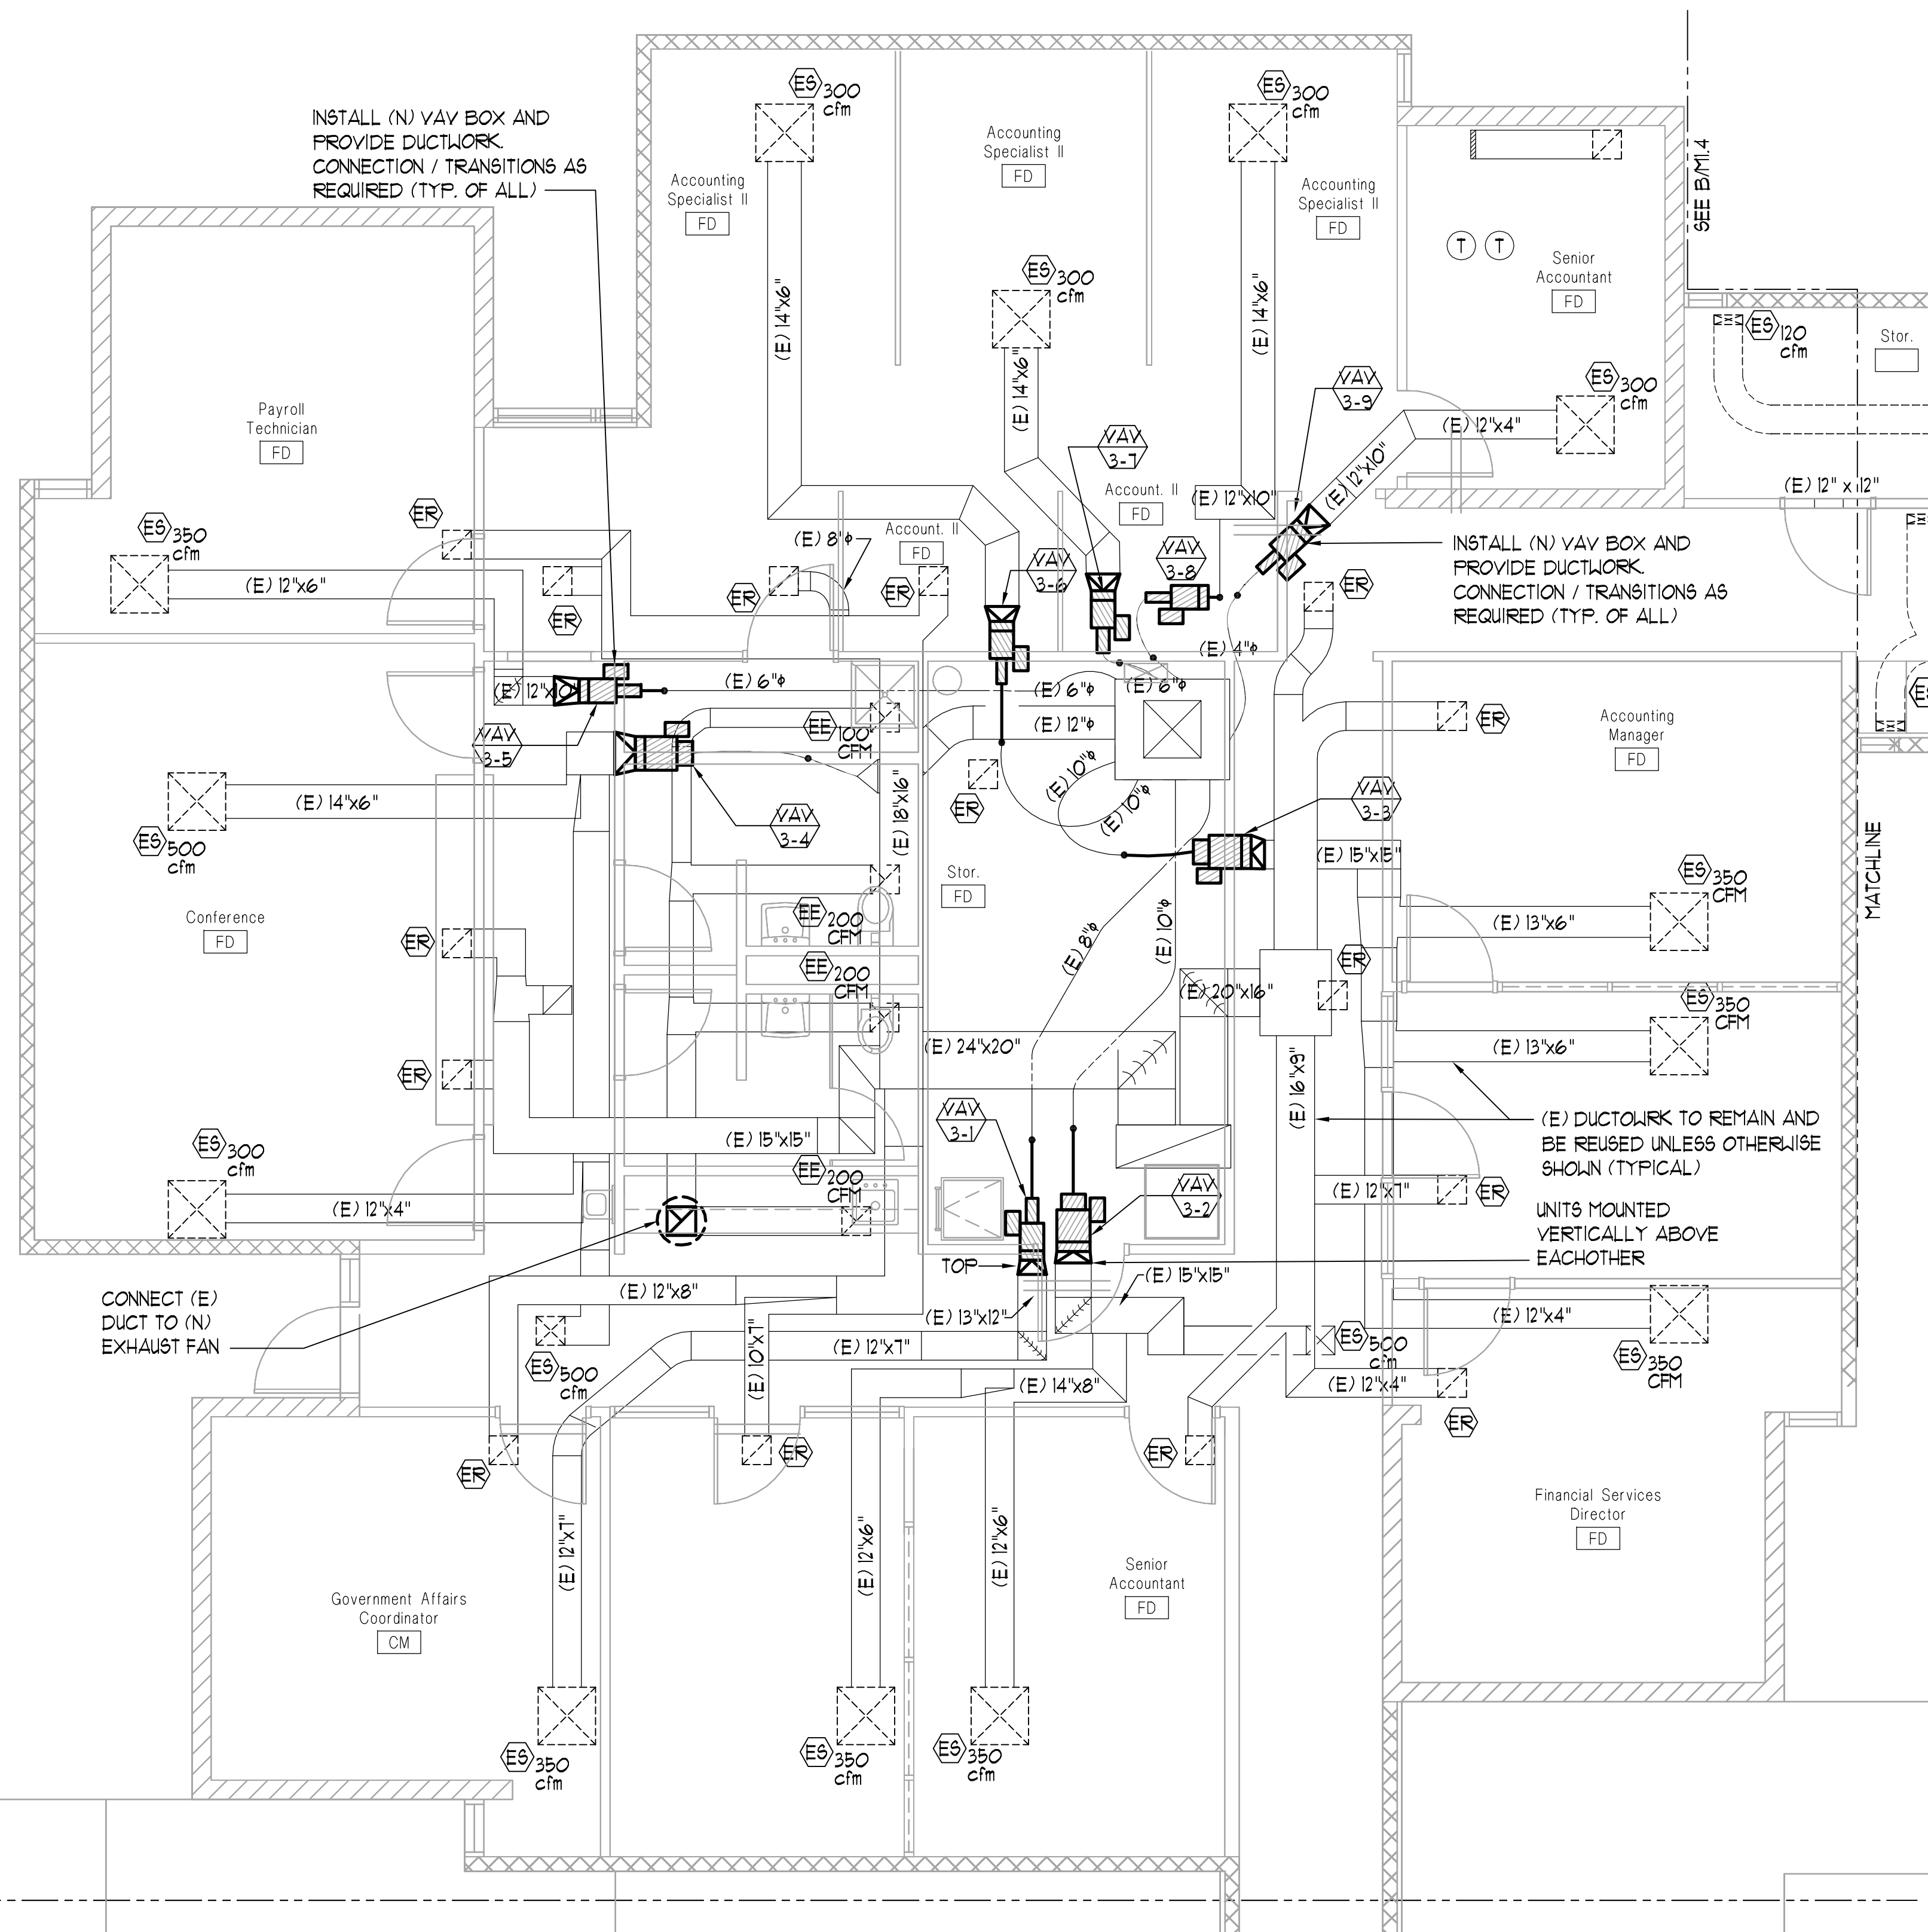 INSTALL (N) VAV BOX AND
PROVIDE DUCTWORK.
CONNECTION / TRANSITIONS AS
REQUIRED (TYP. OF ALL)
ES
300
cfm
Accounting
Specialist II
FD
(E) 14"x6"
Accounting
Specialist II
FD
ES
300
cfm
(E) 14"x6"
ES
300
cfm
Accounting
Specialist II
FD
(E) 14"x6"
T
T
Senior
Accountant
FD
SEE B/M1.4
ES
300
cfm
(E) 12"x4"
(E) 12"x10"
ES
120
cfm
Stor.
(E) 12" x 12"
VAV
3-9
VAV
3-7
Account. II
FD
(E) 12"x10"
Payroll
Technician
FD
ES
350
cfm
(E) 12"x6"
ER
ER
(E) 8"ϕ
Account. II
FD
ER
ER
VAV
3-6
VAV
3-8
ER
INSTALL (N) VAV BOX AND
PROVIDE DUCTWORK.
CONNECTION / TRANSITIONS AS
REQUIRED (TYP. OF ALL)
(E) 4"ϕ
(E) 12"x10"
(E) 6"ϕ
(E) 6"ϕ
(E) 6"ϕ
(E) 12"ϕ
EE
100
CFM
VAV
3-5
ER
(E) 10"ϕ
(E) 10"ϕ
ER
Accounting
Manager
FD
ES
(E) 14"x6"
ES
500
cfm
VAV
3-4
(E) 18"x16"
VAV
3-3
(E) 15"x15"
MATCHLINE
Conference
FD
Stor.
FD
EE
200
CFM
EE
200
CFM
(E) 8"ϕ
(E) 10"ϕ
ES
350
CFM
(E) 13"x6"
ER
ER
(E) 20"x16"
ES
350
CFM
(E) 13"x6"
ER
(E) 24"x20"
(E) 16"x9"
VAV
3-1
(E) DUCTOWRK TO REMAIN AND
BE REUSED UNLESS OTHERWISE
SHOWN (TYPICAL)
ES
300
cfm
(E) 12"x4"
(E) 15"x15"
EE
200
CFM
VAV
3-2
(E) 12"x7"
ER
UNITS MOUNTED
VERTICALLY ABOVE
EACHOTHER
TOP
(E) 15"x15"
CONNECT (E)
DUCT TO (N)
EXHAUST FAN
(E) 12"x8"
(E) 13"x12"
(E) 12"x4"
ES
500
cfm
(E) 10"x7"
(E) 12"x7"
ES
500
cfm
ES
350
CFM
(E) 14"x8"
(E) 12"x4"
ER
ER
ER
ER
(E) 12"x7"
(E) 12"x6"
(E) 12"x6"
Government Affairs
Coordinator
CM
Senior
Accountant
FD
Financial Services
Director
FD
ES
350
cfm
ES
350
cfm
ES
350
cfm